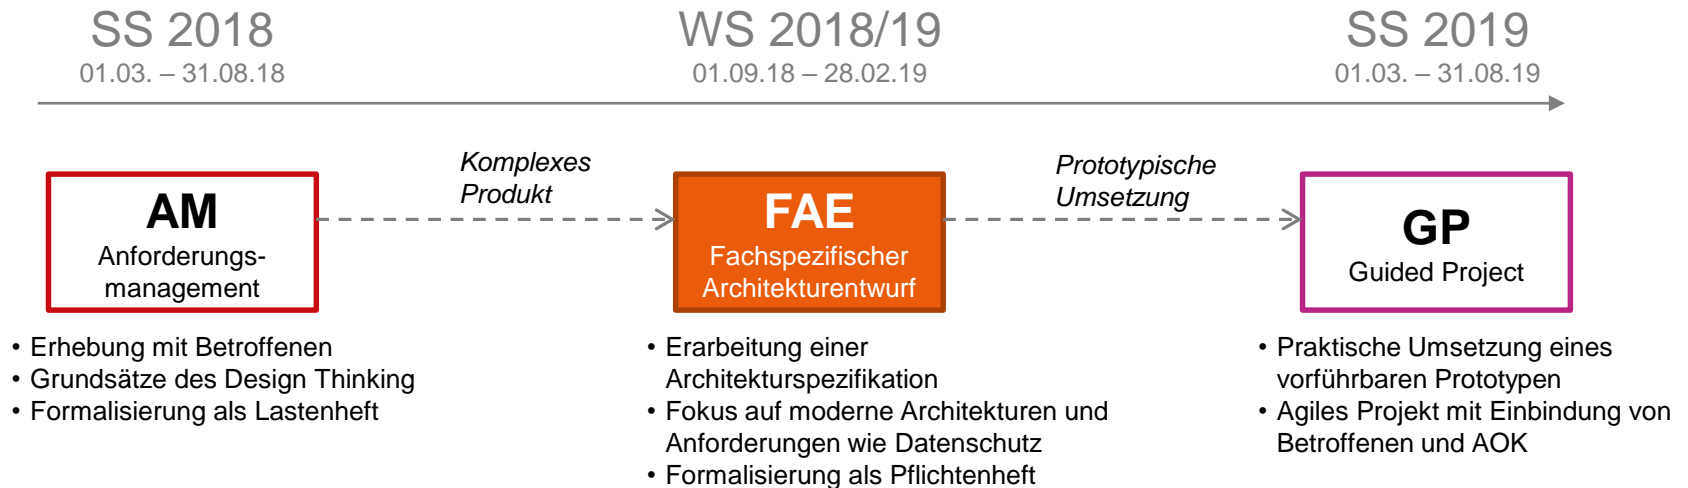 SS 2018
01.03. – 31.08.18
WS 2018/19
01.09.18 – 28.02.19
SS 2019
01.03. – 31.08.19
AM
Anforderungs-
management
Komplexes
Produkt
FAE
Fachspezifischer
Architekturentwurf
Prototypische
Umsetzung
GP
Guided Project
• Erhebung mit Betroffenen
• Grundsätze des Design Thinking
• Formalisierung als Lastenheft
• Erarbeitung einer
Architekturspezifikation
• Fokus auf moderne Architekturen und
Anforderungen wie Datenschutz
• Formalisierung als Pflichtenheft
• Praktische Umsetzung eines
vorführbaren Prototypen
• Agiles Projekt mit Einbindung von
Betroffenen und AOK